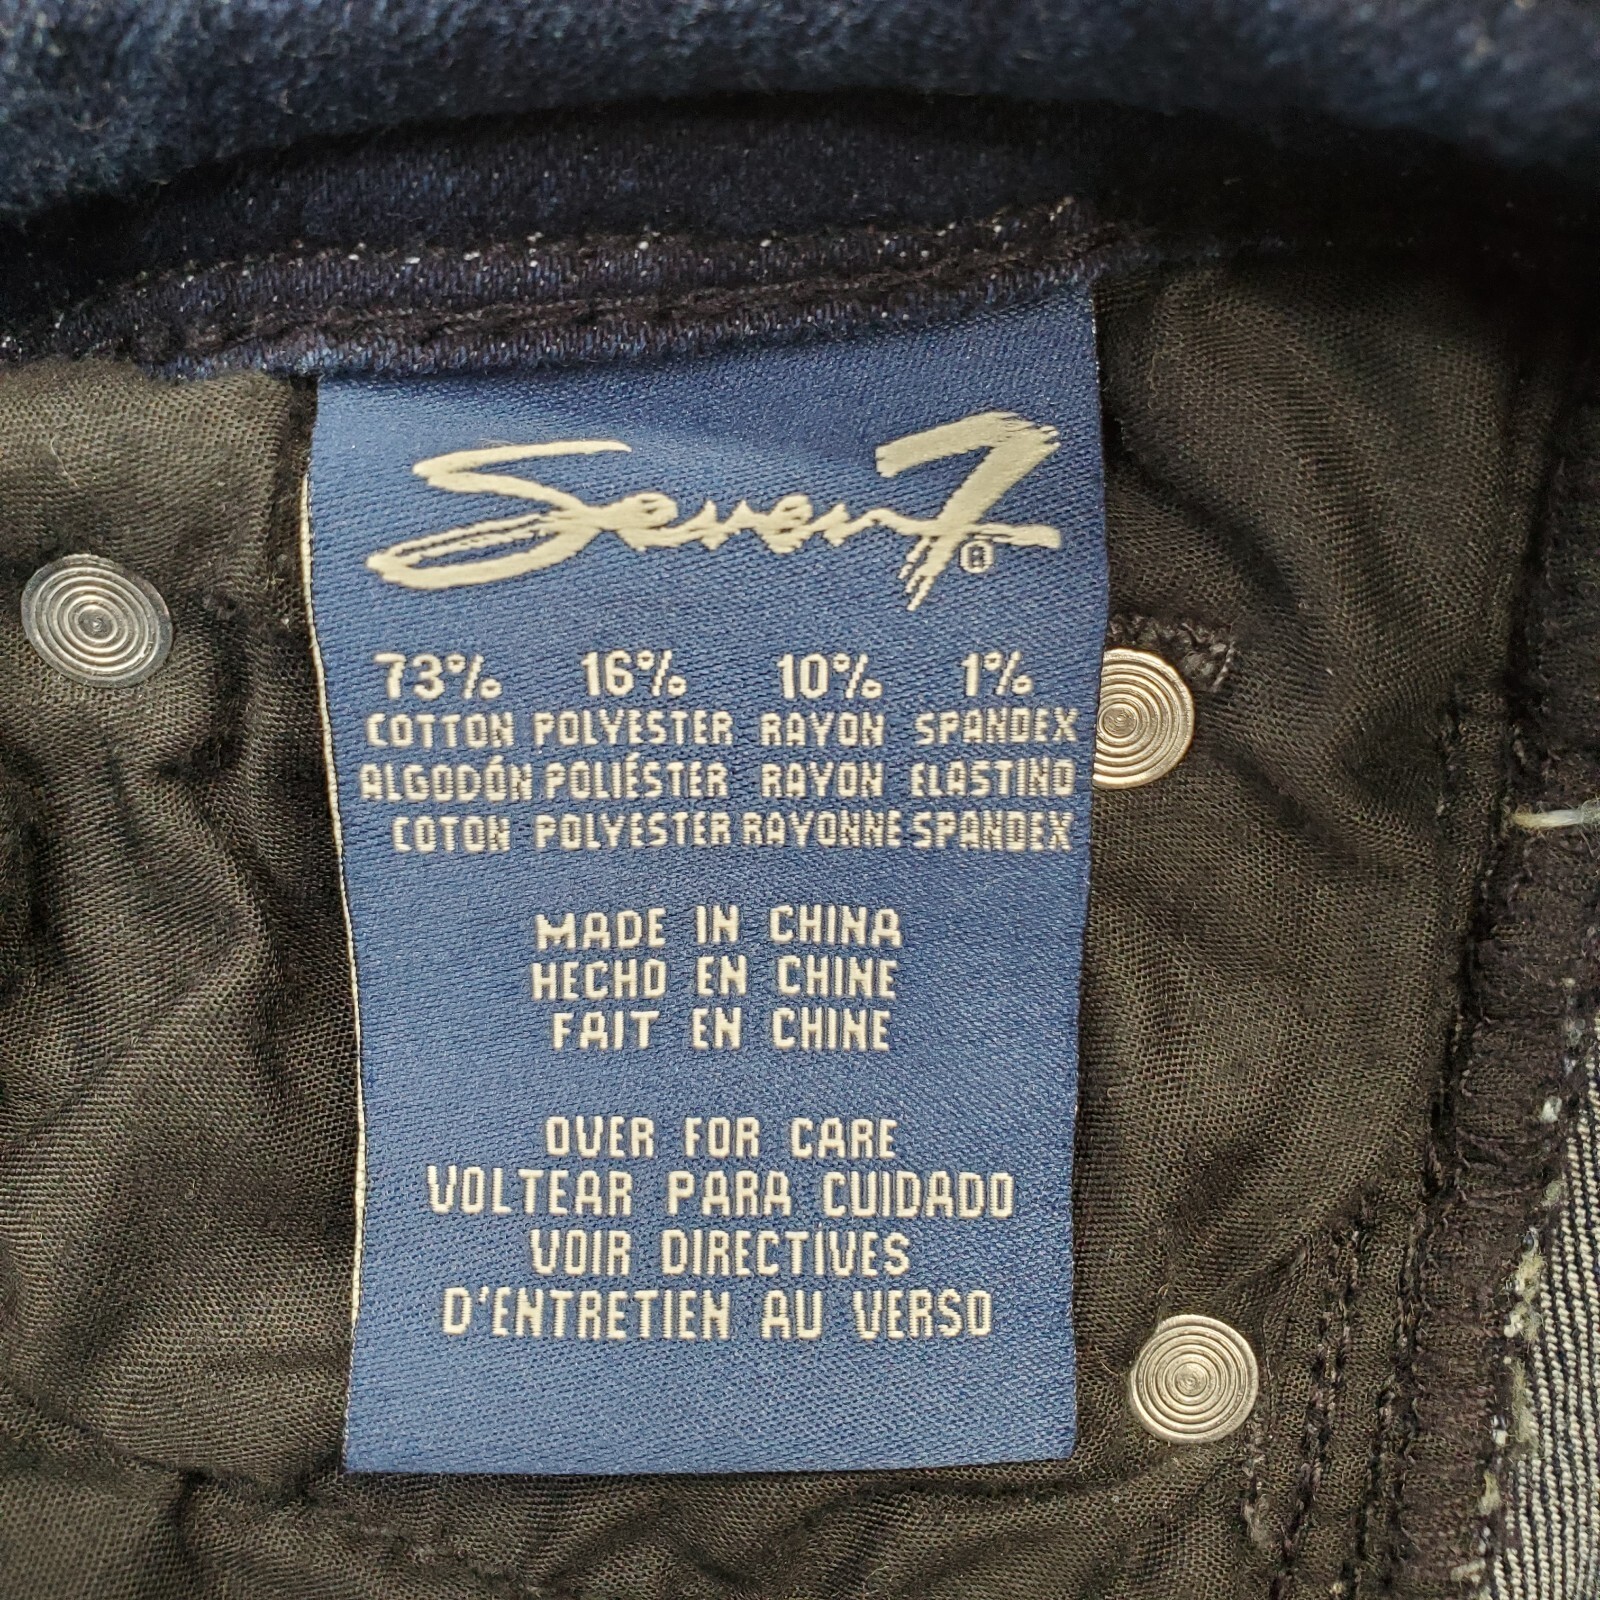 Seven7®
73% 16% 10% 1%
COTTON POLYESTER RAYON SPANDEX
ALGODÓN POLIÉSTER RAYON ELASTINO
COTON POLYESTER RAYONNE SPANDEX
MADE IN CHINA
HECHO EN CHINE
FAIT EN CHINE
OVER FOR CARE
VOLTEAR PARA CUIDADO
VOIR DIRECTIVES
D'ENTRETIEN AU VERSO